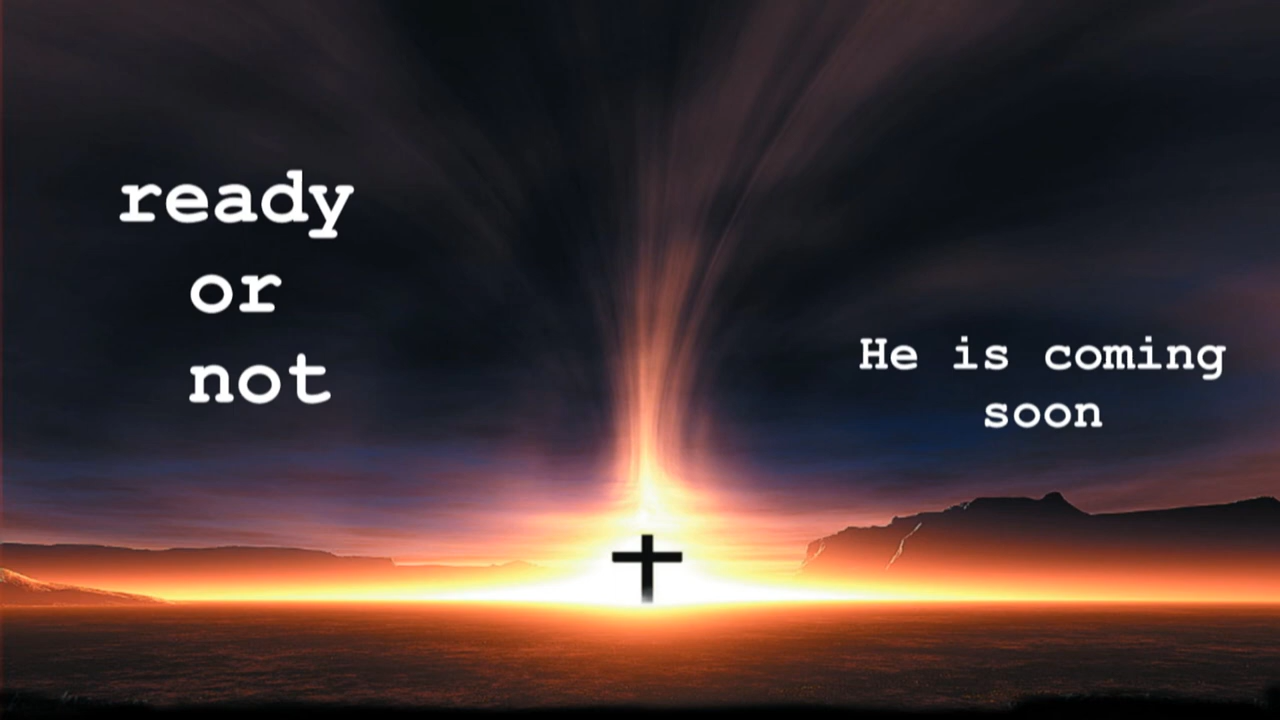 ready
or
not
He is coming
soon